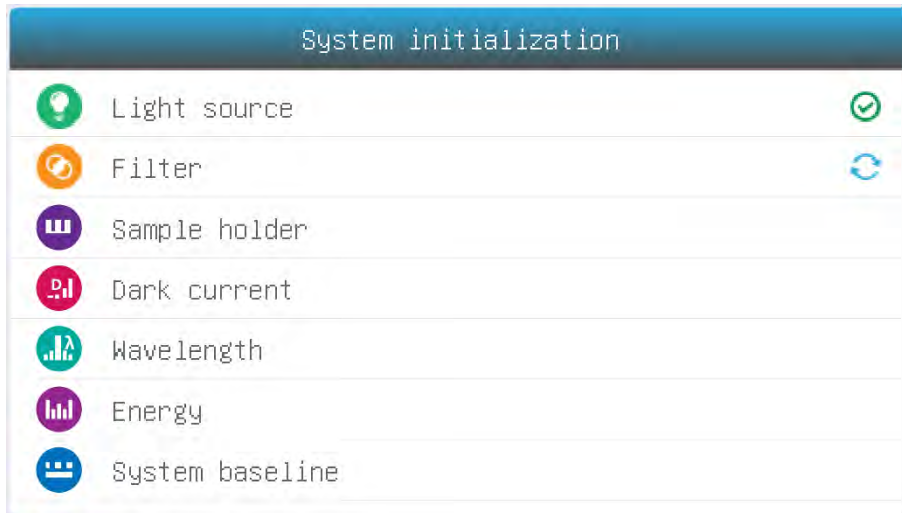 System initialization
Light source
Filter
Sample holder
D
Dark current
λ
Wavelength
Energy
System baseline